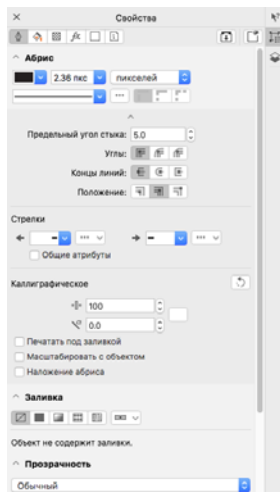 Свойства
Абрис
2.36 пкс пикселей
Предельный угол стыка: 5.0
Углы:
Концы линий:
Положение:
Стрелки
Общие атрибуты
Каллиграфическое
100
0.0
Печатать под заливкой
Масштабировать с объектом
Наложение абриса
Заливка
Объект не содержит заливки.
Прозрачность
Обычный